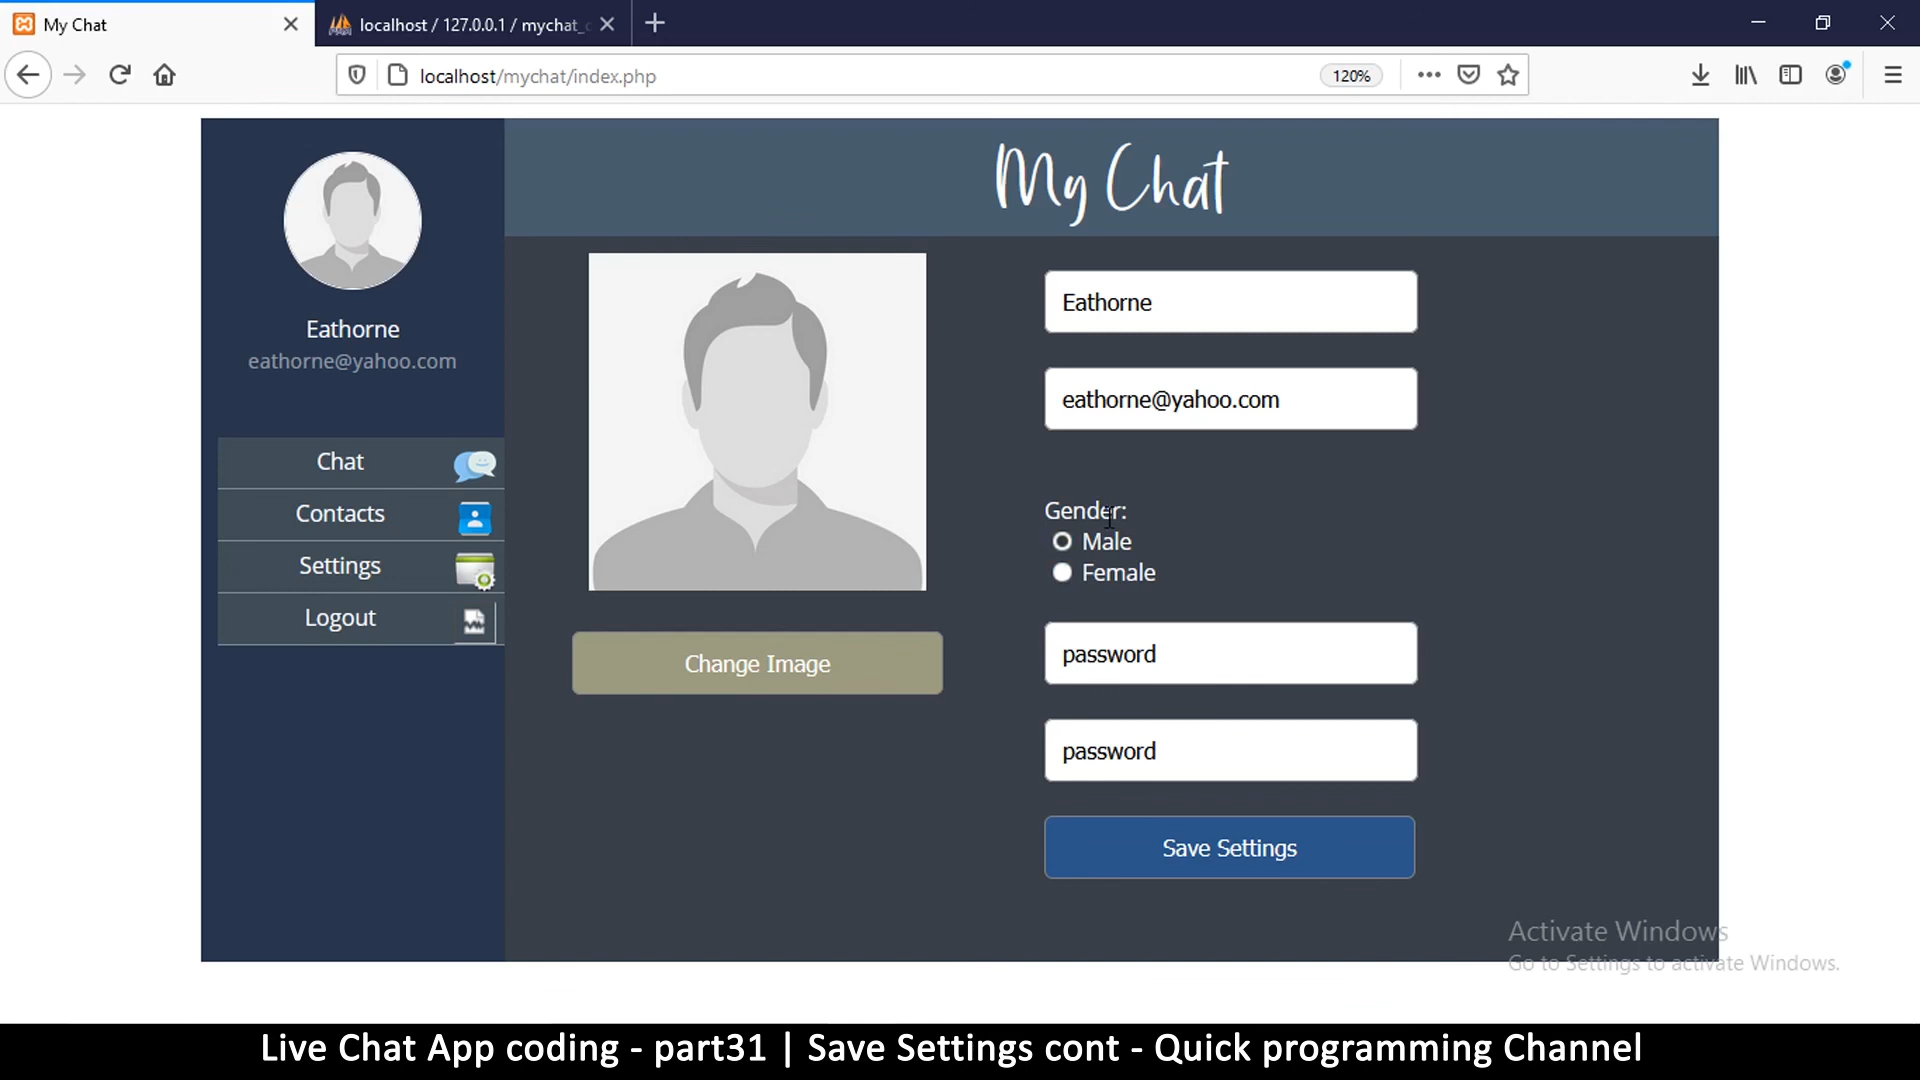 My Chat
localhost / 127.0.0.1 / mychat_
localhost/mychat/index.php
120%
My Chat
Eathorne
eathorne@yahoo.com
Chat
Contacts
Settings
Logout
Change Image
Eathorne
eathorne@yahoo.com
Gender:
Male
Female
password
password
Save Settings
Activate Windows
Go to Settings to activate Windows.
Live Chat App coding - part31 | Save Settings cont - Quick programming Channel